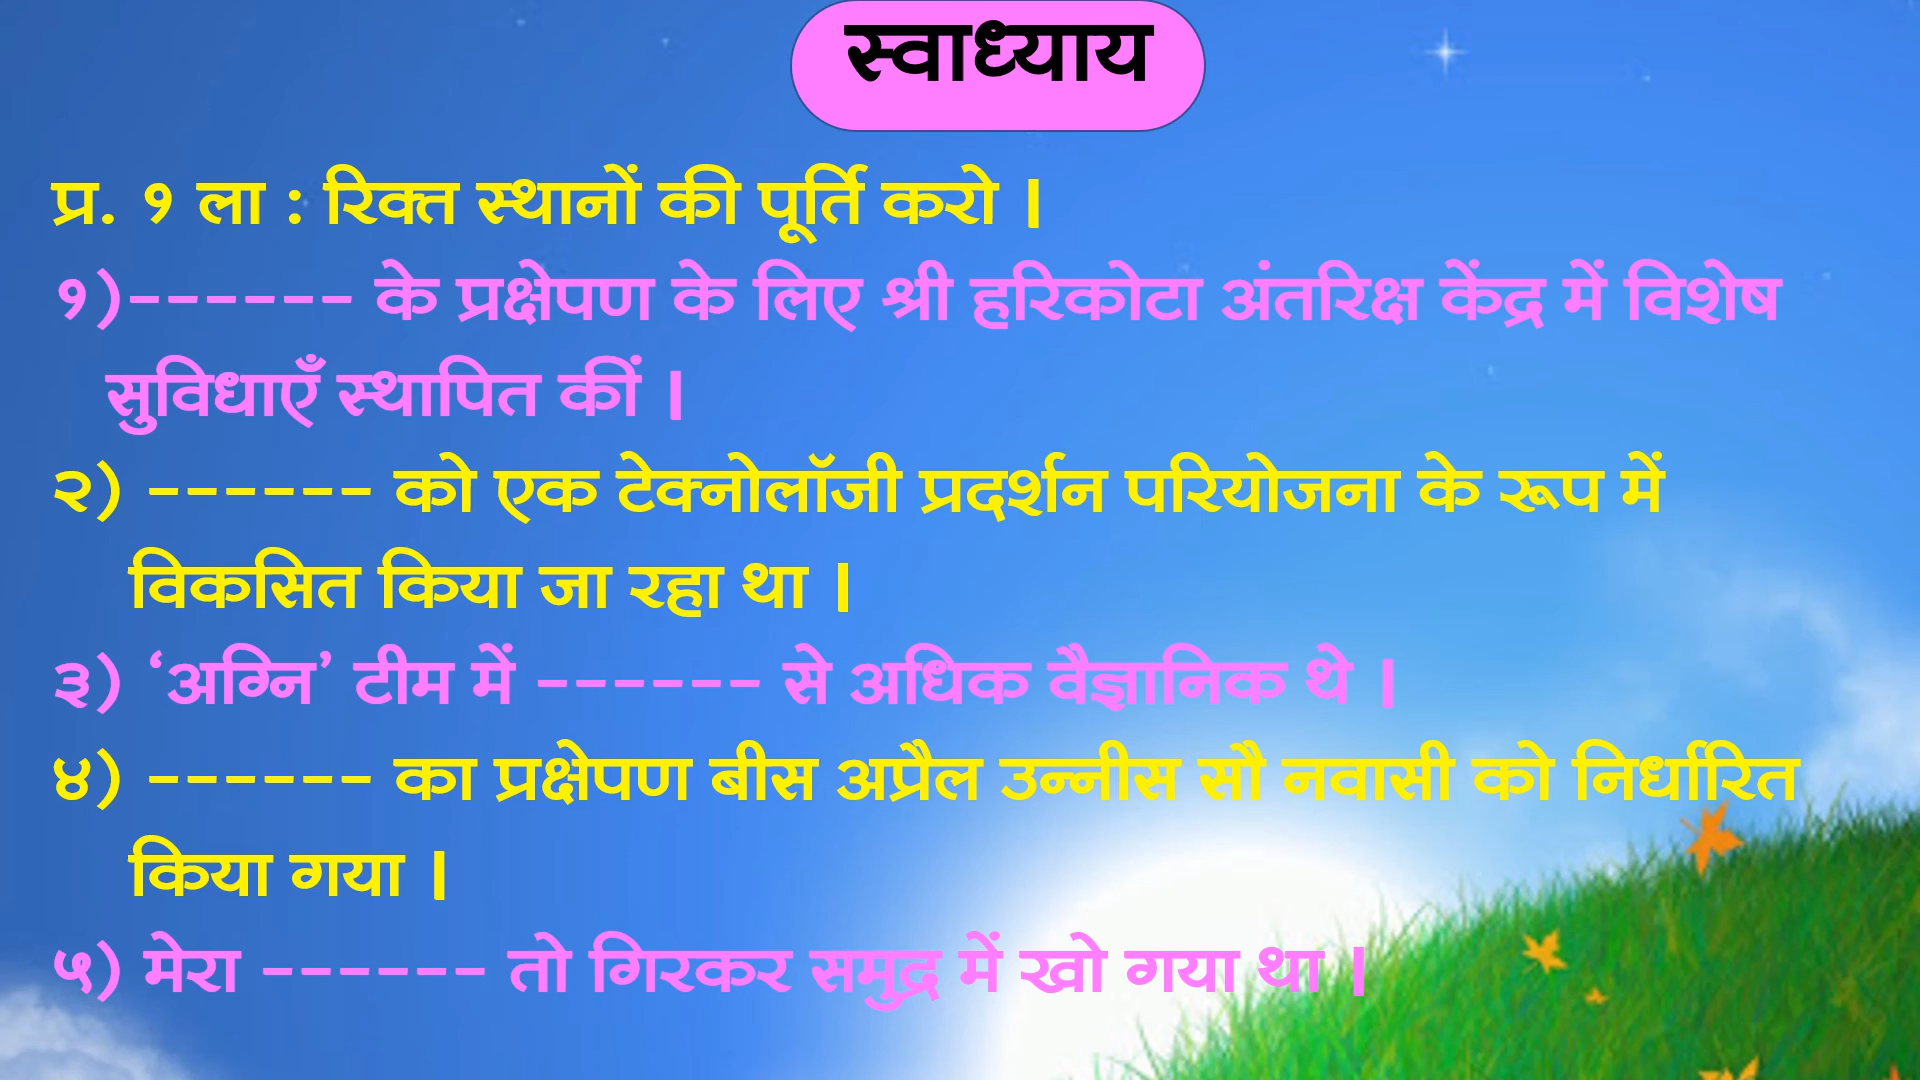 स्वाध्याय
प्र. १ ला : रिक्त स्थानों की पूर्ति करो ।
१)------ के प्रक्षेपण के लिए श्री हरिकोटा अंतरिक्ष केंद्र में विशेष
सुविधाएँ स्थापित कीं ।
२) ------ को एक टेक्नोलॉजी प्रदर्शन परियोजना के रूप में
विकसित किया जा रहा था ।
३) ‘अग्नि’ टीम में ------ से अधिक वैज्ञानिक थे ।
४) ------ का प्रक्षेपण बीस अप्रैल उन्नीस सौ नवासी को निर्धारित
किया गया ।
५) मेरा ------ तो गिरकर समुद्र में खो गया था ।